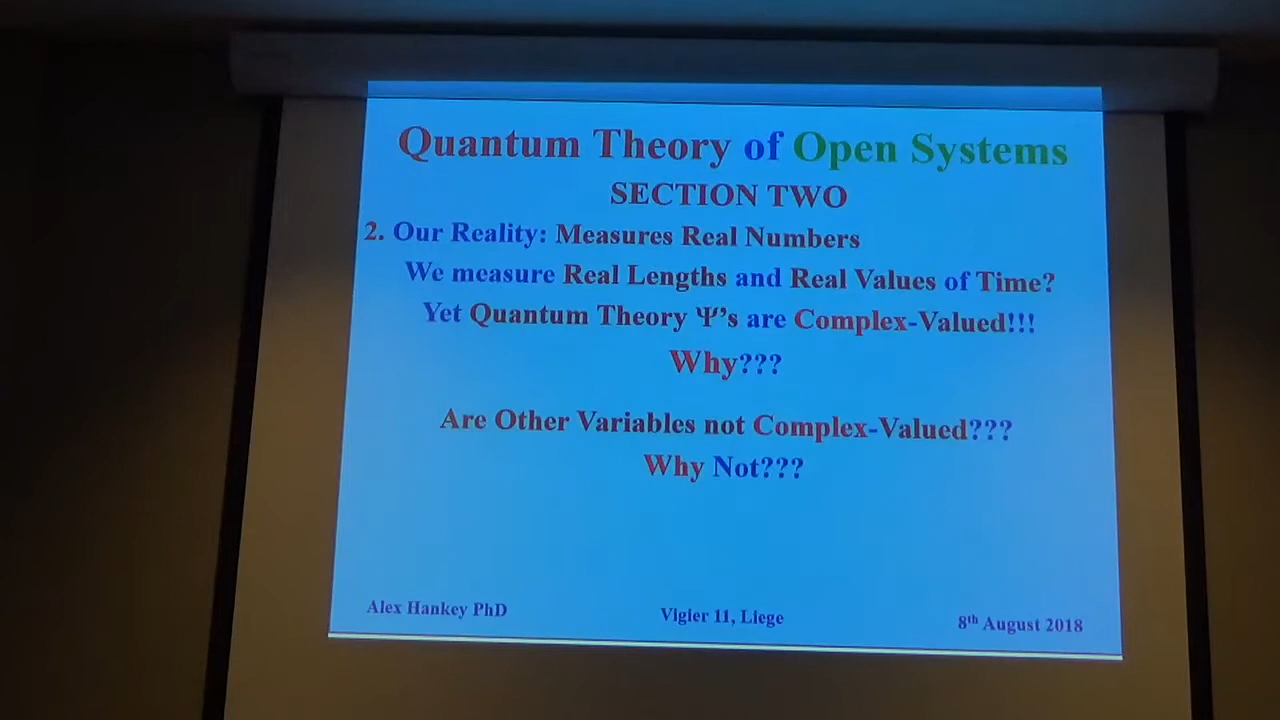 Quantum Theory of Open Systems
SECTION TWO
2. Our Reality: Measures Real Numbers
We measure Real Lengths and Real Values of Time?
Yet Quantum Theory Ψ's are Complex-Valued!!!
Why???
Are Other Variables not Complex-Valued???
Why Not???
Alex Hankey PhD Vigier 11, Liege 8th August 2018